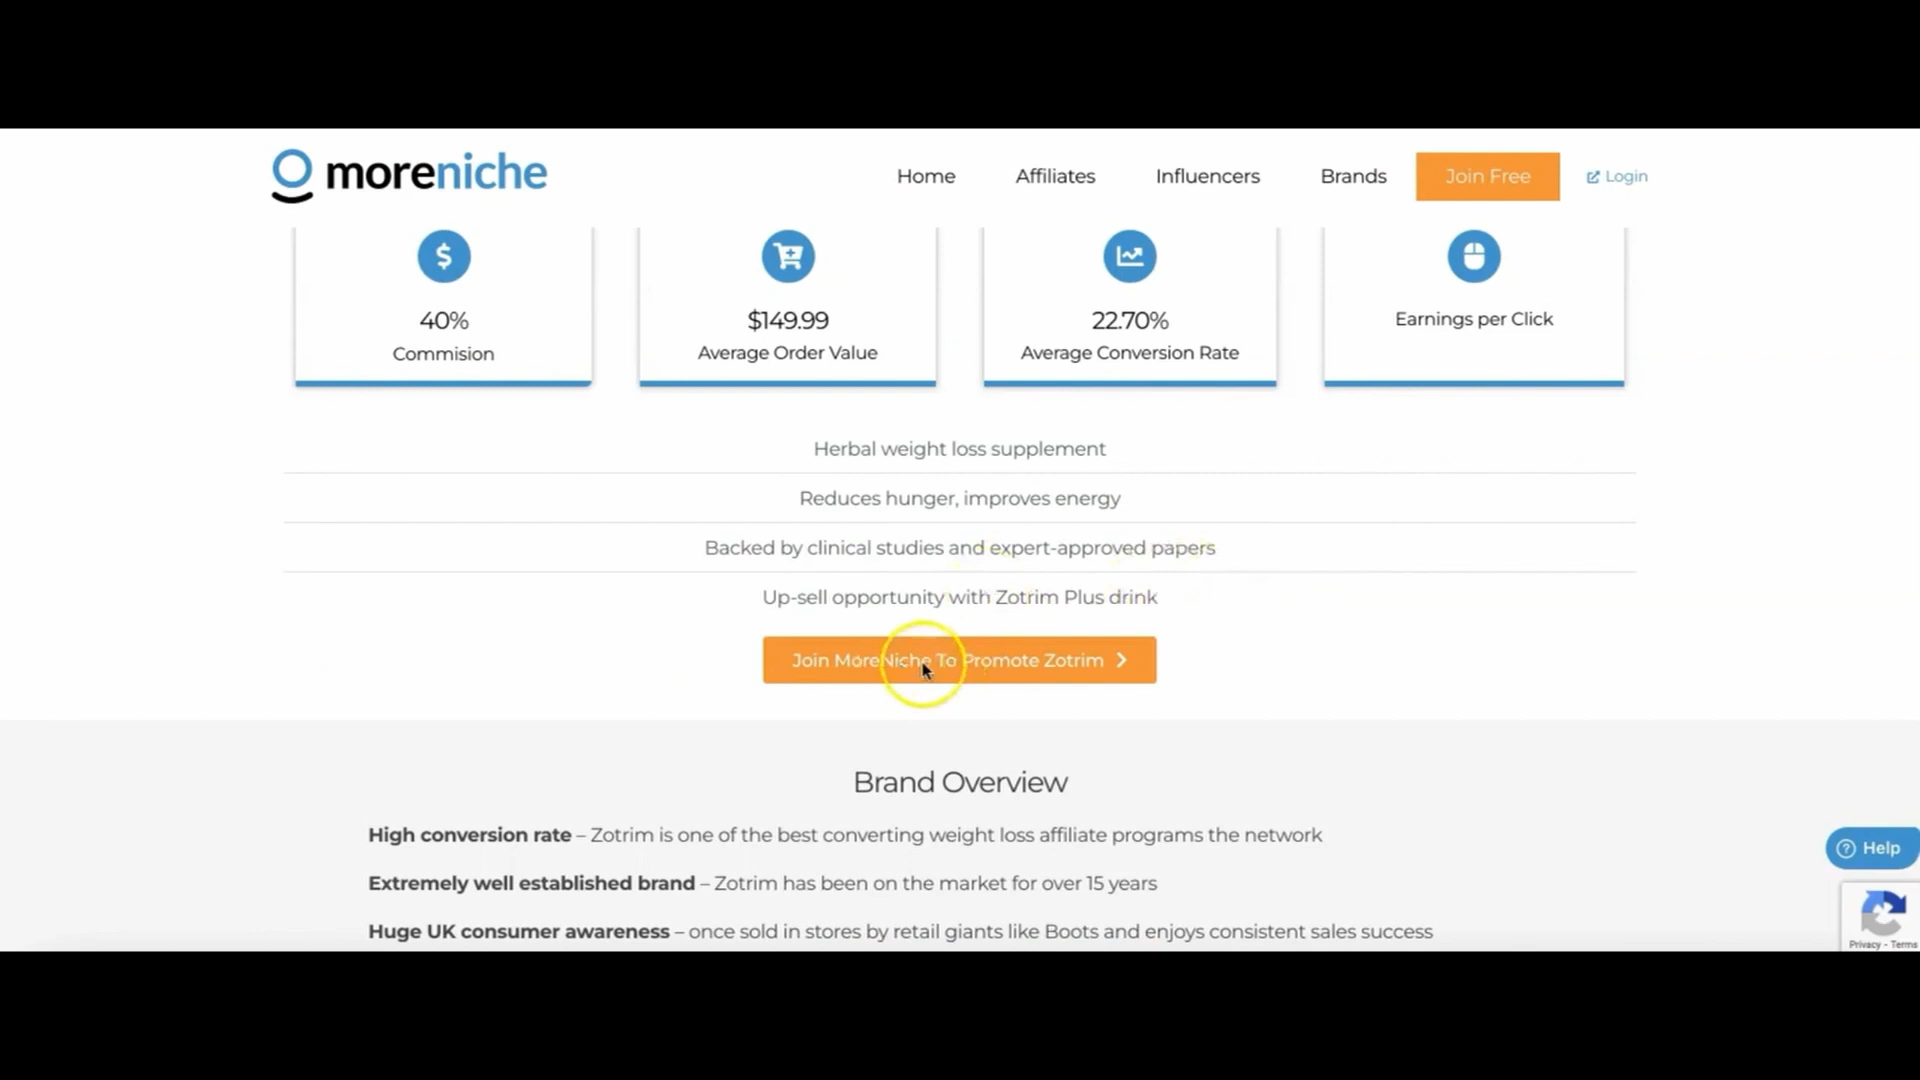 moreniche
Home Affiliates Influencers Brands Join Free Login
40% $149.99 22.70% Earnings per Click
Commision Average Order Value Average Conversion Rate
Herbal weight loss supplement
Reduces hunger, improves energy
Backed by clinical studies and expert-approved papers
Up-sell opportunity with Zotrim Plus drink
Join MoreNiche To Promote Zotrim
Brand Overview
High conversion rate – Zotrim is one of the best converting weight loss affiliate programs the network
Help
Extremely well established brand – Zotrim has been on the market for over 15 years
Huge UK consumer awareness – once sold in stores by retail giants like Boots and enjoys consistent sales success
Privacy - Terms